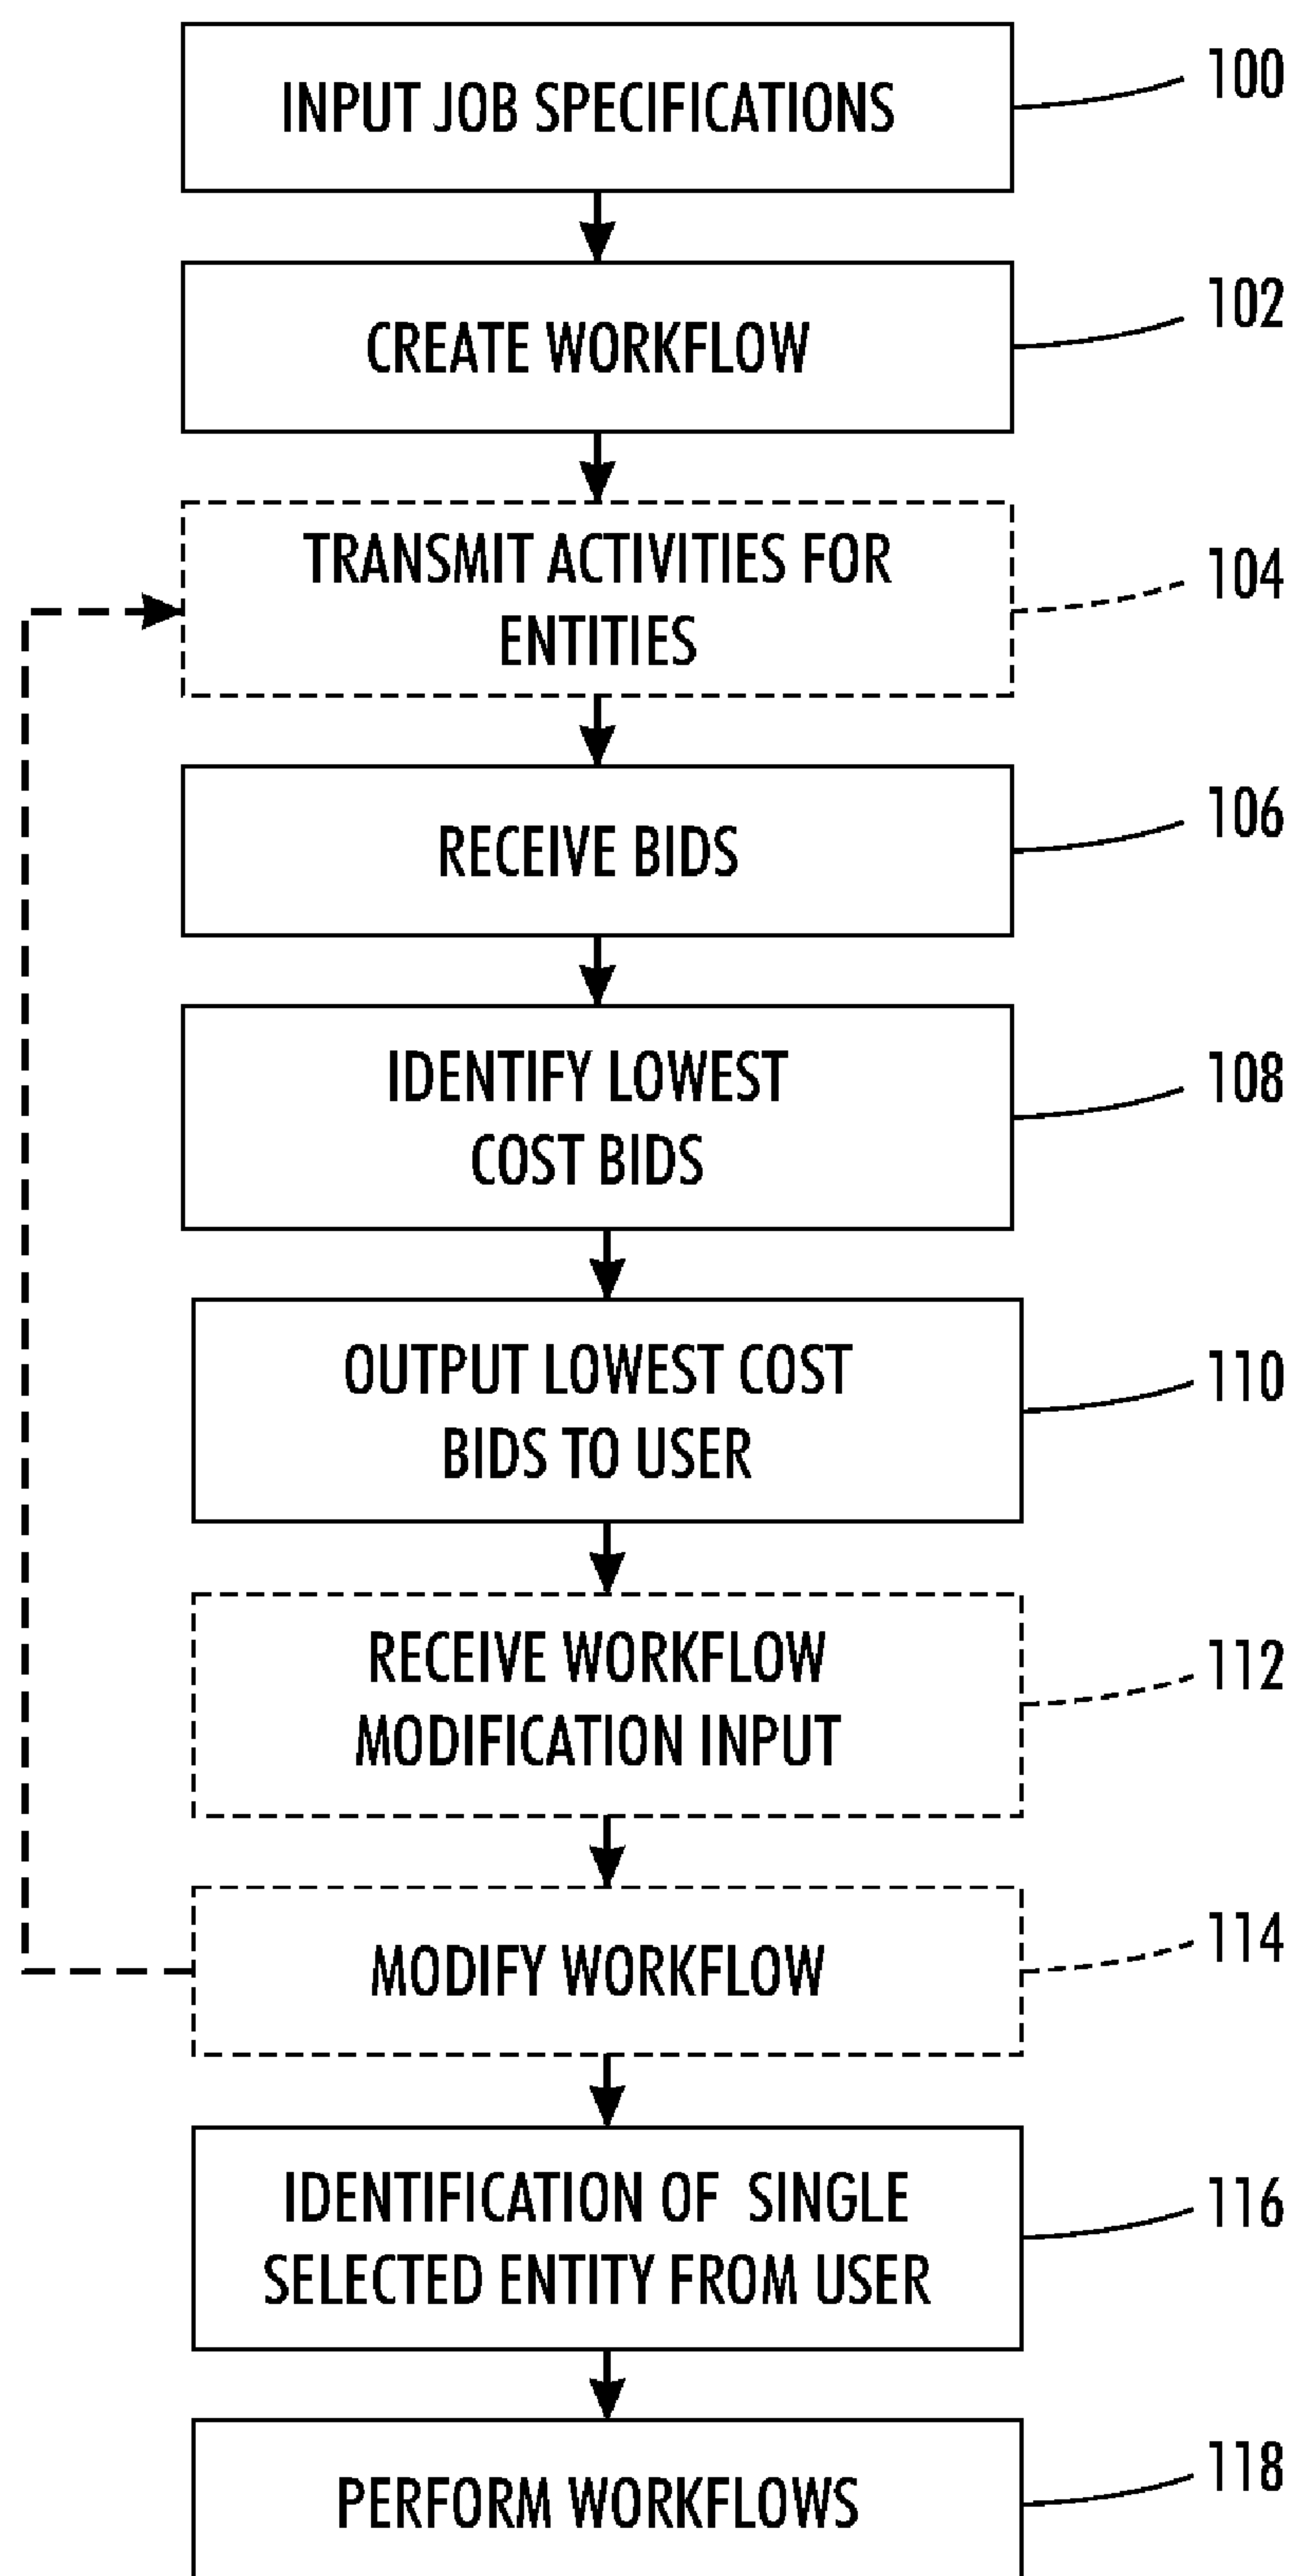 INPUT JOB SPECIFICATIONS
100
CREATE WORKFLOW
102
TRANSMIT ACTIVITIES FOR
ENTITIES
104
RECEIVE BIDS
106
IDENTIFY LOWEST
COST BIDS
108
OUTPUT LOWEST COST
BIDS TO USER
110
RECEIVE WORKFLOW
MODIFICATION INPUT
112
MODIFY WORKFLOW
114
IDENTIFICATION OF SINGLE
SELECTED ENTITY FROM USER
116
PERFORM WORKFLOWS
118